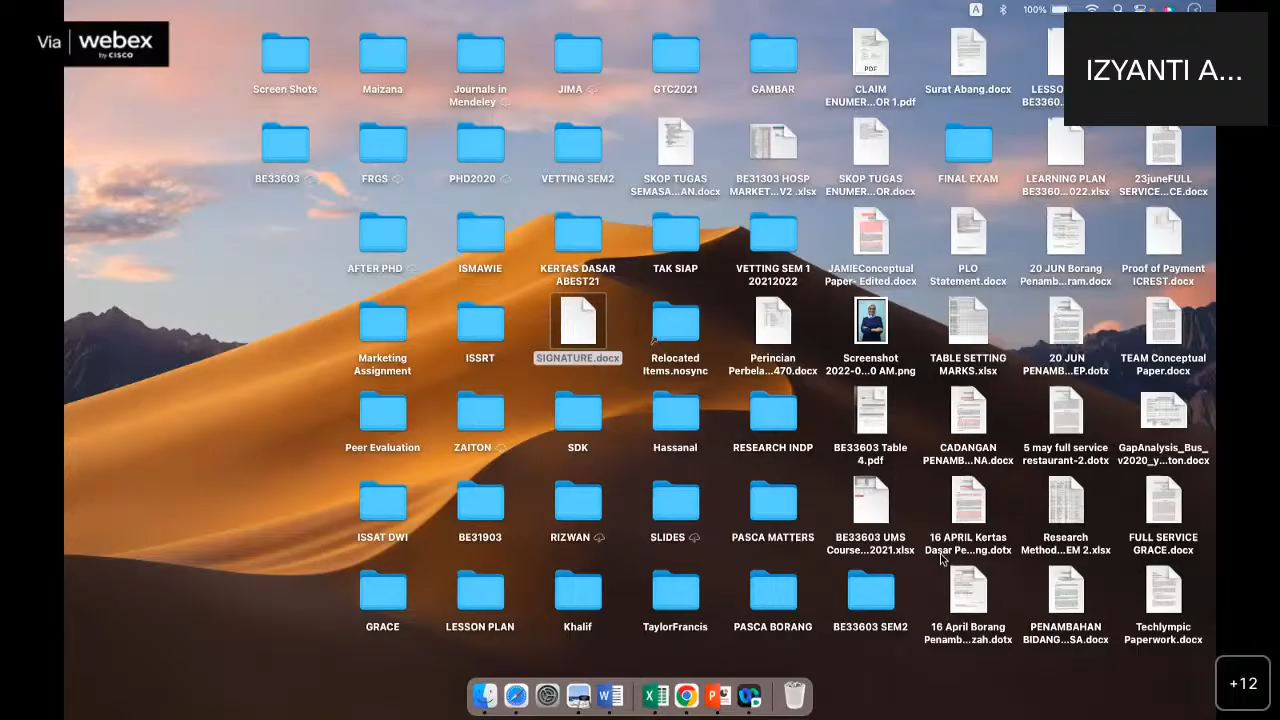 Via webex
by CISCO
A
100%
IZYANTI A...
Screen Shots
Maizana
Journals in
Mendeley
JIMA
GTC2021
GAMBAR
PDF
CLAIM
ENUMER...OR 1.pdf
Surat Abang.docx
LESSO
BE3360
BE33603
FRGS
PHD2020
VETTING SEM2
SKOP TUGAS
SEMASA...AN.docx
BE31303 HOSP
MARKET...V2 .xlsx
SKOP TUGAS
ENUMER...OR.docx
FINAL EXAM
LEARNING PLAN
BE3360...022.xlsx
23juneFULL
SERVICE...CE.docx
AFTER PHD
ISMAWIE
KERTAS DASAR
ABEST21
TAK SIAP
VETTING SEM 1
20212022
JAMIEConceptual
Paper- Edited.docx
PLO
Statement.docx
20 JUN Borang
Penamb...ram.docx
Proof of Payment
ICREST.docx
Marketing
Assignment
ISSRT
SIGNATURE.docx
Relocated
Items.nosync
Perincian
Perbela...470.docx
Screenshot
2022-0...0 AM.png
TABLE SETTING
MARKS.xlsx
20 JUN
PENAMB...EP.dotx
TEAM Conceptual
Paper.docx
Peer Evaluation
ZAITON
SDK
Hassanal
RESEARCH INDP
BE33603 Table
4.pdf
CADANGAN
PENAMB...NA.docx
5 may full service
restaurant-2.dotx
GapAnalysis_Bus_
v2020_y...ton.docx
ISSAT DWI
BE31903
RIZWAN
SLIDES
PASCA MATTERS
BE33603 UMS
Course...2021.xlsx
16 APRIL Kertas
Dasar Pe...ng.dotx
Research
Method...EM 2.xlsx
FULL SERVICE
GRACE.docx
GRACE
LESSON PLAN
Khalif
TaylorFrancis
PASCA BORANG
BE33603 SEM2
16 April Borang
Penamb...zah.dotx
PENAMBAHAN
BIDANG...SA.docx
Techlympic
Paperwork.docx
+12